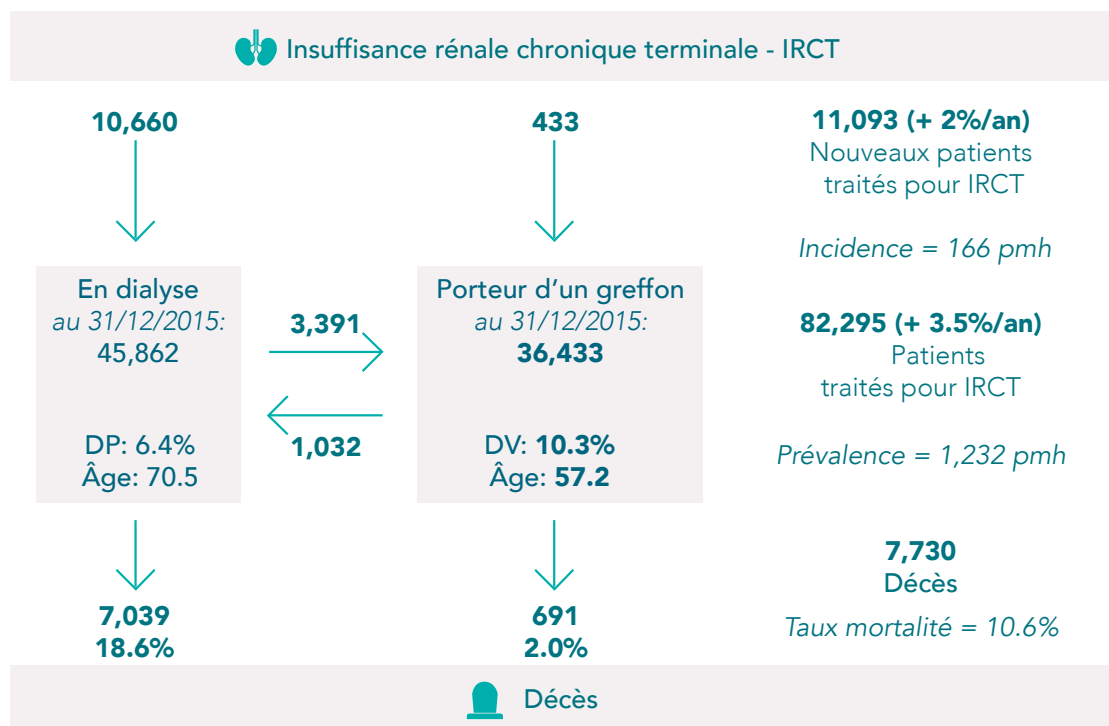 Insuffisance rénale chronique terminale - IRCT
10,660
433
11,093 (+ 2%/an)
Nouveaux patients
traités pour IRCT
Incidence = 166 pmh
En dialyse
au 31/12/2015:
45,862
DP: 6.4%
Âge: 70.5
3,391
1,032
Porteur d’un greffon
au 31/12/2015:
36,433
DV: 10.3%
Âge: 57.2
82,295 (+ 3.5%/an)
Patients
traités pour IRCT
Prévalence = 1,232 pmh
7,039
18.6%
691
2.0%
7,730
Décès
Taux mortalité = 10.6%
Décès